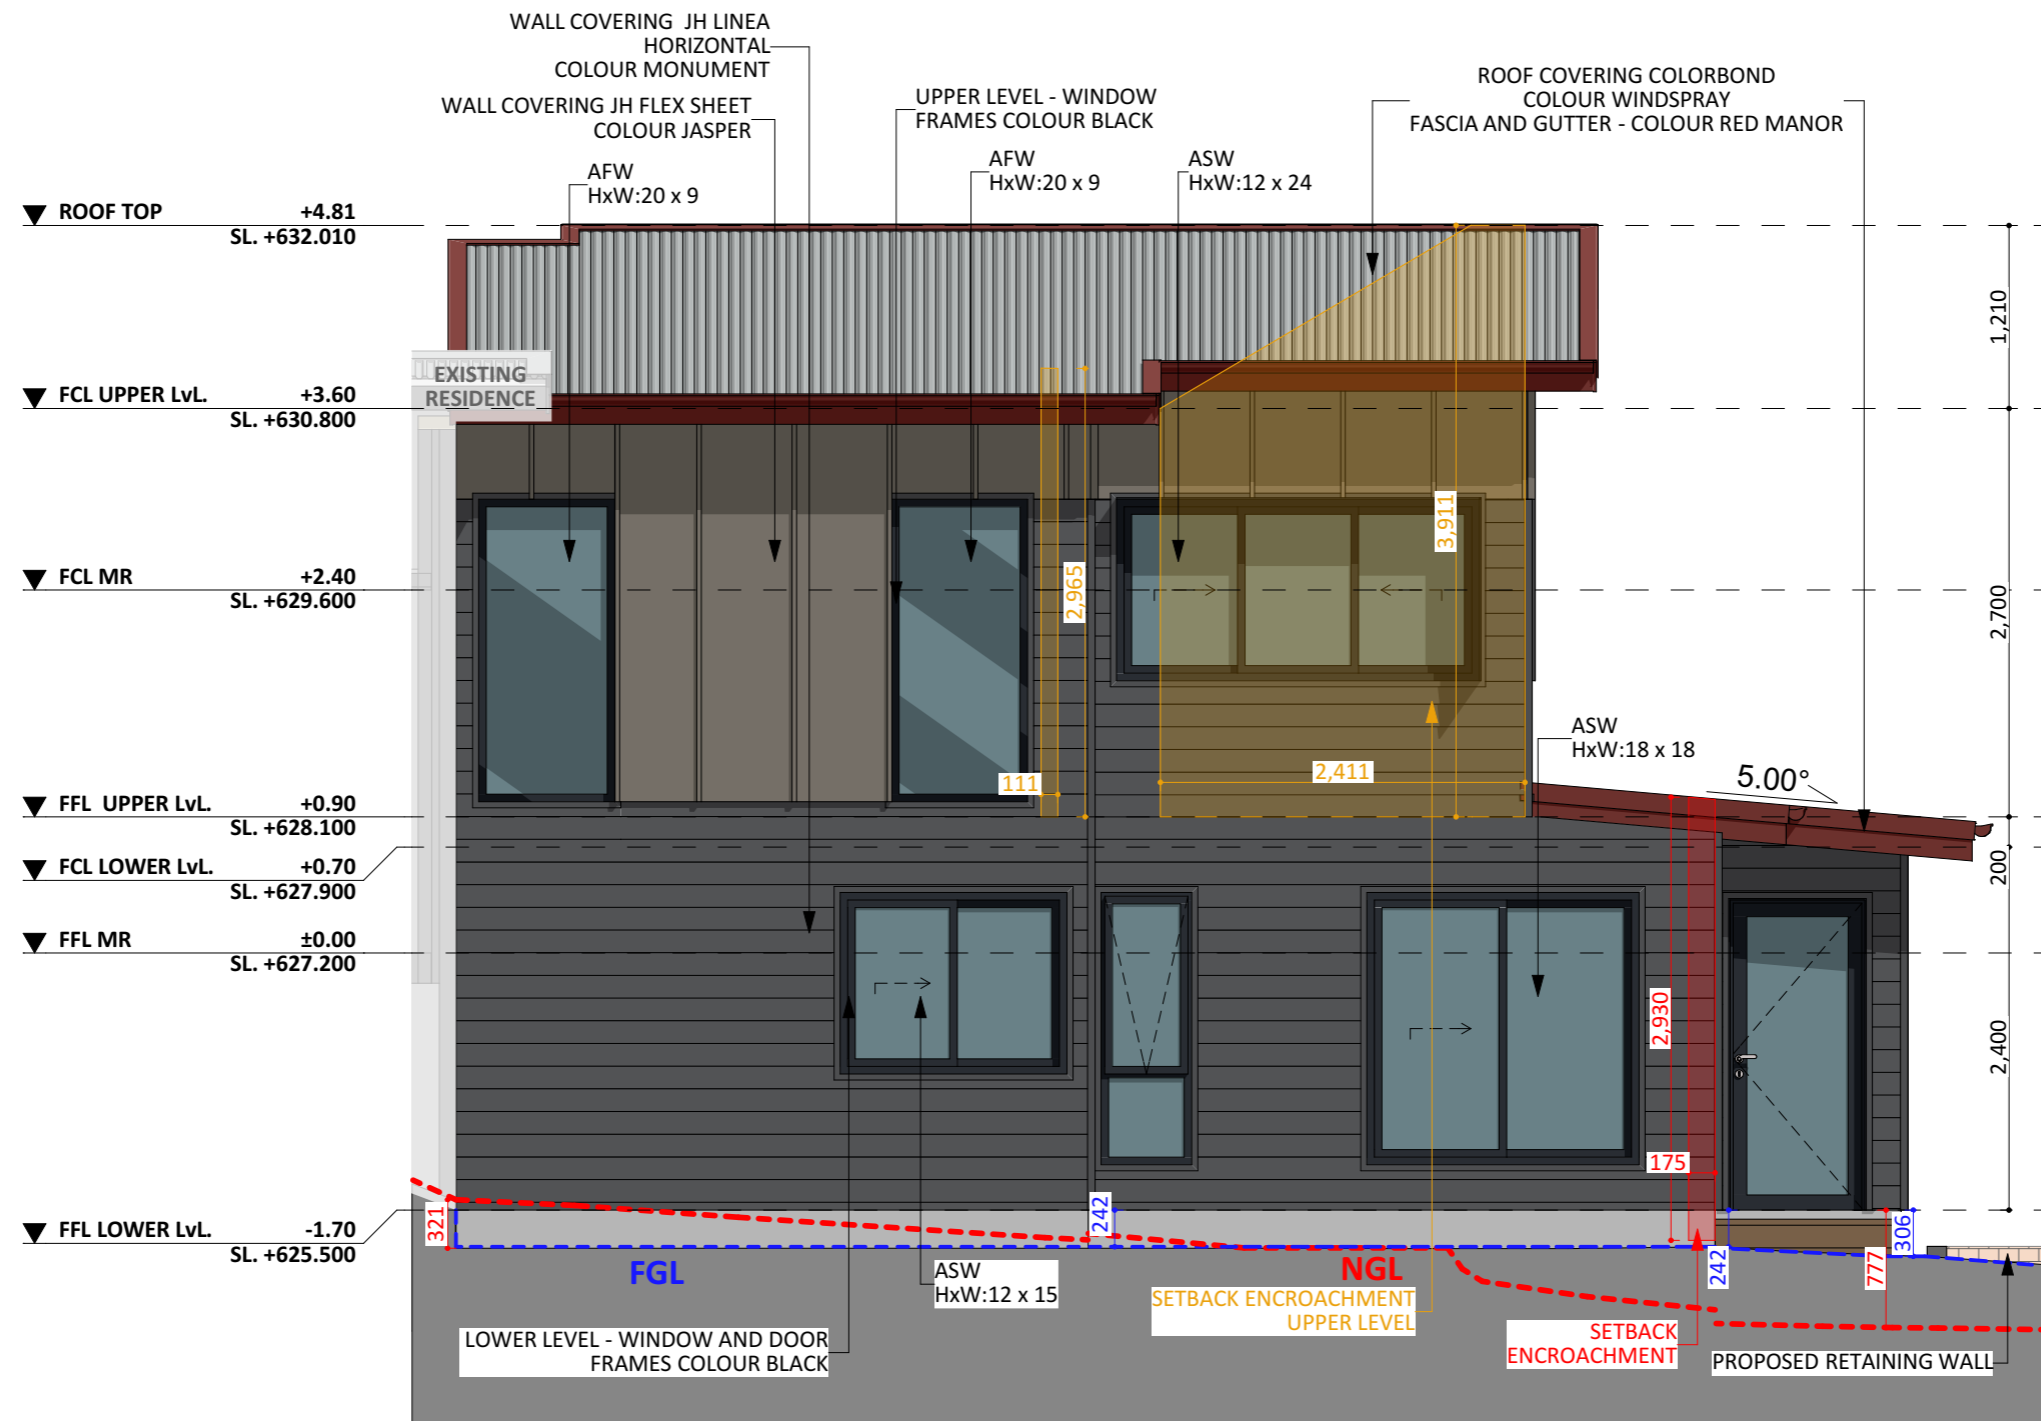 WALL COVERING JH LINEA
HORIZONTAL
COLOUR MONUMENT
WALL COVERING JH FLEX SHEET
COLOUR JASPER
UPPER LEVEL - WINDOW
FRAMES COLOUR BLACK
ROOF COVERING COLORBOND
COLOUR WINDSPRAY
FASCIA AND GUTTER - COLOUR RED MANOR
AFW
HxW:20 x 9
AFW
HxW:20 x 9
ASW
HxW:12 x 24
ROOF TOP +4.81
SL. +632.010
EXISTING
RESIDENCE
FCL UPPER LvL. +3.60
SL. +630.800
FCL MR +2.40
SL. +629.600
FFL UPPER LvL. +0.90
SL. +628.100
FCL LOWER LvL. +0.70
SL. +627.900
FFL MR ±0.00
SL. +627.200
FFL LOWER LvL. -1.70
SL. +625.500
1,210
2,700
200
2,400
3,911
2,965
111
2,411
ASW
HxW:18 x 18
5.00°
2,930
175
321
242
242
777
306
FGL
NGL
ASW
HxW:12 x 15
SETBACK ENCROACHMENT
UPPER LEVEL
SETBACK
ENCROACHMENT
LOWER LEVEL - WINDOW AND DOOR
FRAMES COLOUR BLACK
PROPOSED RETAINING WALL